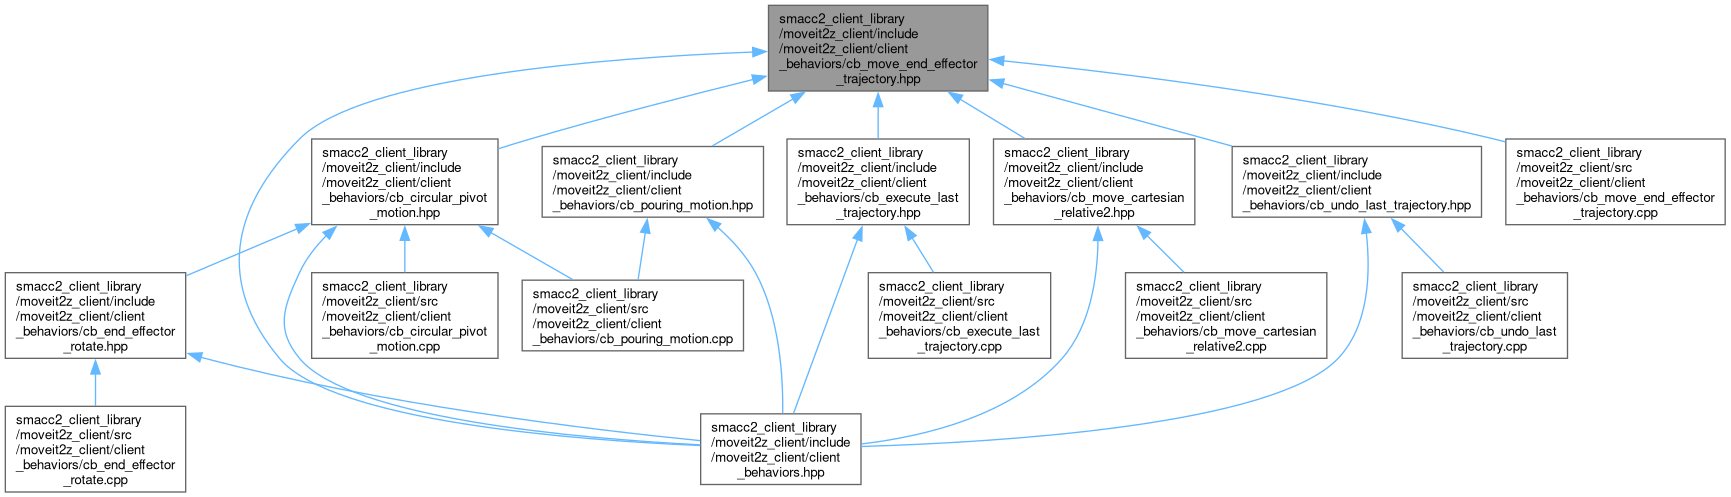 smacc2_client_library
/moveit2z_client/include
/moveit2z_client/client
_behaviors/cb_move_end_effector
_trajectory.hpp
smacc2_client_library
/moveit2z_client/include
/moveit2z_client/client
_behaviors/cb_circular_pivot
_motion.hpp
smacc2_client_library
/moveit2z_client/include
/moveit2z_client/client
_behaviors/cb_pouring_motion.hpp
smacc2_client_library
/moveit2z_client/include
/moveit2z_client/client
_behaviors/cb_execute_last
_trajectory.hpp
smacc2_client_library
/moveit2z_client/include
/moveit2z_client/client
_behaviors/cb_move_cartesian
_relative2.hpp
smacc2_client_library
/moveit2z_client/include
/moveit2z_client/client
_behaviors/cb_undo_last_trajectory.hpp
smacc2_client_library
/moveit2z_client/src
/moveit2z_client/client
_behaviors/cb_move_end_effector
_trajectory.cpp
smacc2_client_library
/moveit2z_client/include
/moveit2z_client/client
_behaviors/cb_end_effector
_rotate.hpp
smacc2_client_library
/moveit2z_client/src
/moveit2z_client/client
_behaviors/cb_circular_pivot
_motion.cpp
smacc2_client_library
/moveit2z_client/src
/moveit2z_client/client
_behaviors/cb_pouring_motion.cpp
smacc2_client_library
/moveit2z_client/src
/moveit2z_client/client
_behaviors/cb_execute_last
_trajectory.cpp
smacc2_client_library
/moveit2z_client/src
/moveit2z_client/client
_behaviors/cb_move_cartesian
_relative2.cpp
smacc2_client_library
/moveit2z_client/src
/moveit2z_client/client
_behaviors/cb_undo_last
_trajectory.cpp
smacc2_client_library
/moveit2z_client/src
/moveit2z_client/client
_behaviors/cb_end_effector
_rotate.cpp
smacc2_client_library
/moveit2z_client/include
/moveit2z_client/client
_behaviors.hpp